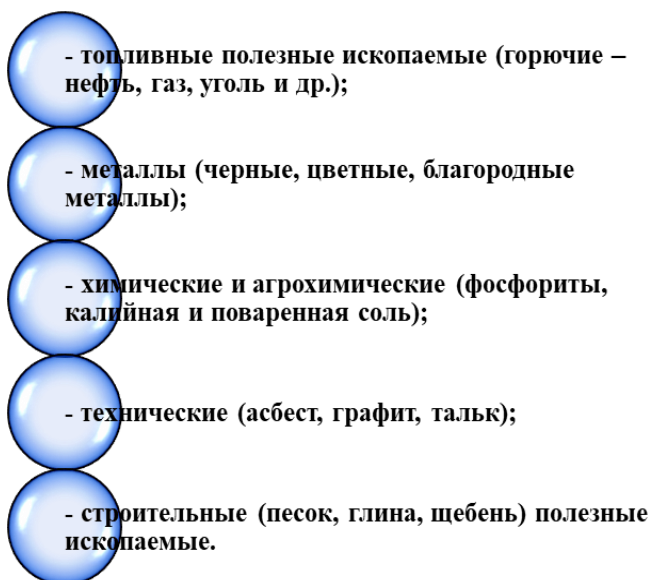 - топливные полезные ископаемые (горючие –
нефть, газ, уголь и др.);
- металлы (черные, цветные, благородные
металлы);
- химические и агрохимические (фосфориты,
калийная и поваренная соль);
- технические (асбест, графит, тальк);
- строительные (песок, глина, щебень) полезные
ископаемые.